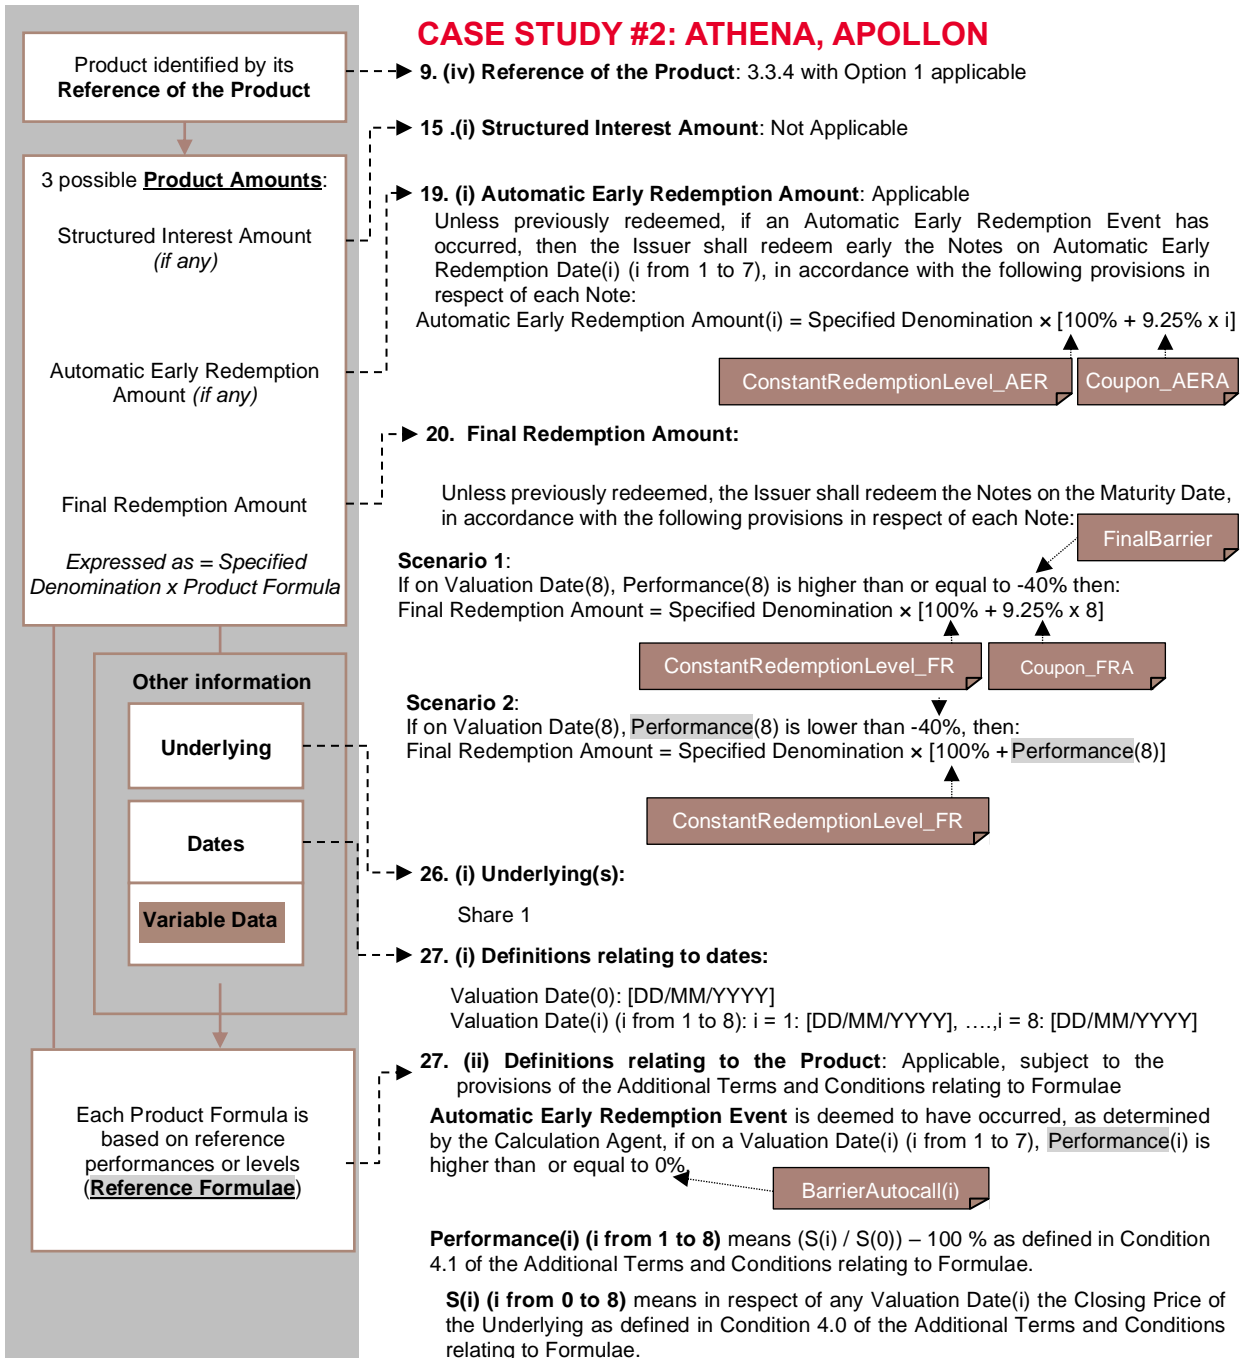 CASE STUDY #2: ATHENA, APOLLON
Product identified by its
Reference of the Product
9. (iv) Reference of the Product: 3.3.4 with Option 1 applicable
15 .(i) Structured Interest Amount: Not Applicable
3 possible Product Amounts:
Structured Interest Amount
(if any)
Automatic Early Redemption
Amount (if any)
Final Redemption Amount
Expressed as = Specified
Denomination x Product Formula
19. (i) Automatic Early Redemption Amount: Applicable
Unless previously redeemed, if an Automatic Early Redemption Event has
occurred, then the Issuer shall redeem early the Notes on Automatic Early
Redemption Date(i) (i from 1 to 7), in accordance with the following provisions in
respect of each Note:
Automatic Early Redemption Amount(i) = Specified Denomination × [100% + 9.25% x i]
ConstantRedemptionLevel_AER
Coupon_AERA
20. Final Redemption Amount:
Unless previously redeemed, the Issuer shall redeem the Notes on the Maturity Date,
in accordance with the following provisions in respect of each Note:
FinalBarrier
Scenario 1:
If on Valuation Date(8), Performance(8) is higher than or equal to -40% then:
Final Redemption Amount = Specified Denomination × [100% + 9.25% x 8]
ConstantRedemptionLevel_FR
Coupon_FRA
Scenario 2:
If on Valuation Date(8), Performance(8) is lower than -40%, then:
Final Redemption Amount = Specified Denomination × [100% + Performance(8)]
ConstantRedemptionLevel_FR
Other information
Underlying
Dates
Variable Data
26. (i) Underlying(s):
Share 1
27. (i) Definitions relating to dates:
Valuation Date(0): [DD/MM/YYYY]
Valuation Date(i) (i from 1 to 8): i = 1: [DD/MM/YYYY], ….,i = 8: [DD/MM/YYYY]
Each Product Formula is
based on reference
performances or levels
(Reference Formulae)
27. (ii) Definitions relating to the Product: Applicable, subject to the
provisions of the Additional Terms and Conditions relating to Formulae
Automatic Early Redemption Event is deemed to have occurred, as determined
by the Calculation Agent, if on a Valuation Date(i) (i from 1 to 7), Performance(i) is
higher than or equal to 0%.
BarrierAutocall(i)
Performance(i) (i from 1 to 8) means (S(i) / S(0)) – 100 % as defined in Condition
4.1 of the Additional Terms and Conditions relating to Formulae.
S(i) (i from 0 to 8) means in respect of any Valuation Date(i) the Closing Price of
the Underlying as defined in Condition 4.0 of the Additional Terms and Conditions
relating to Formulae.